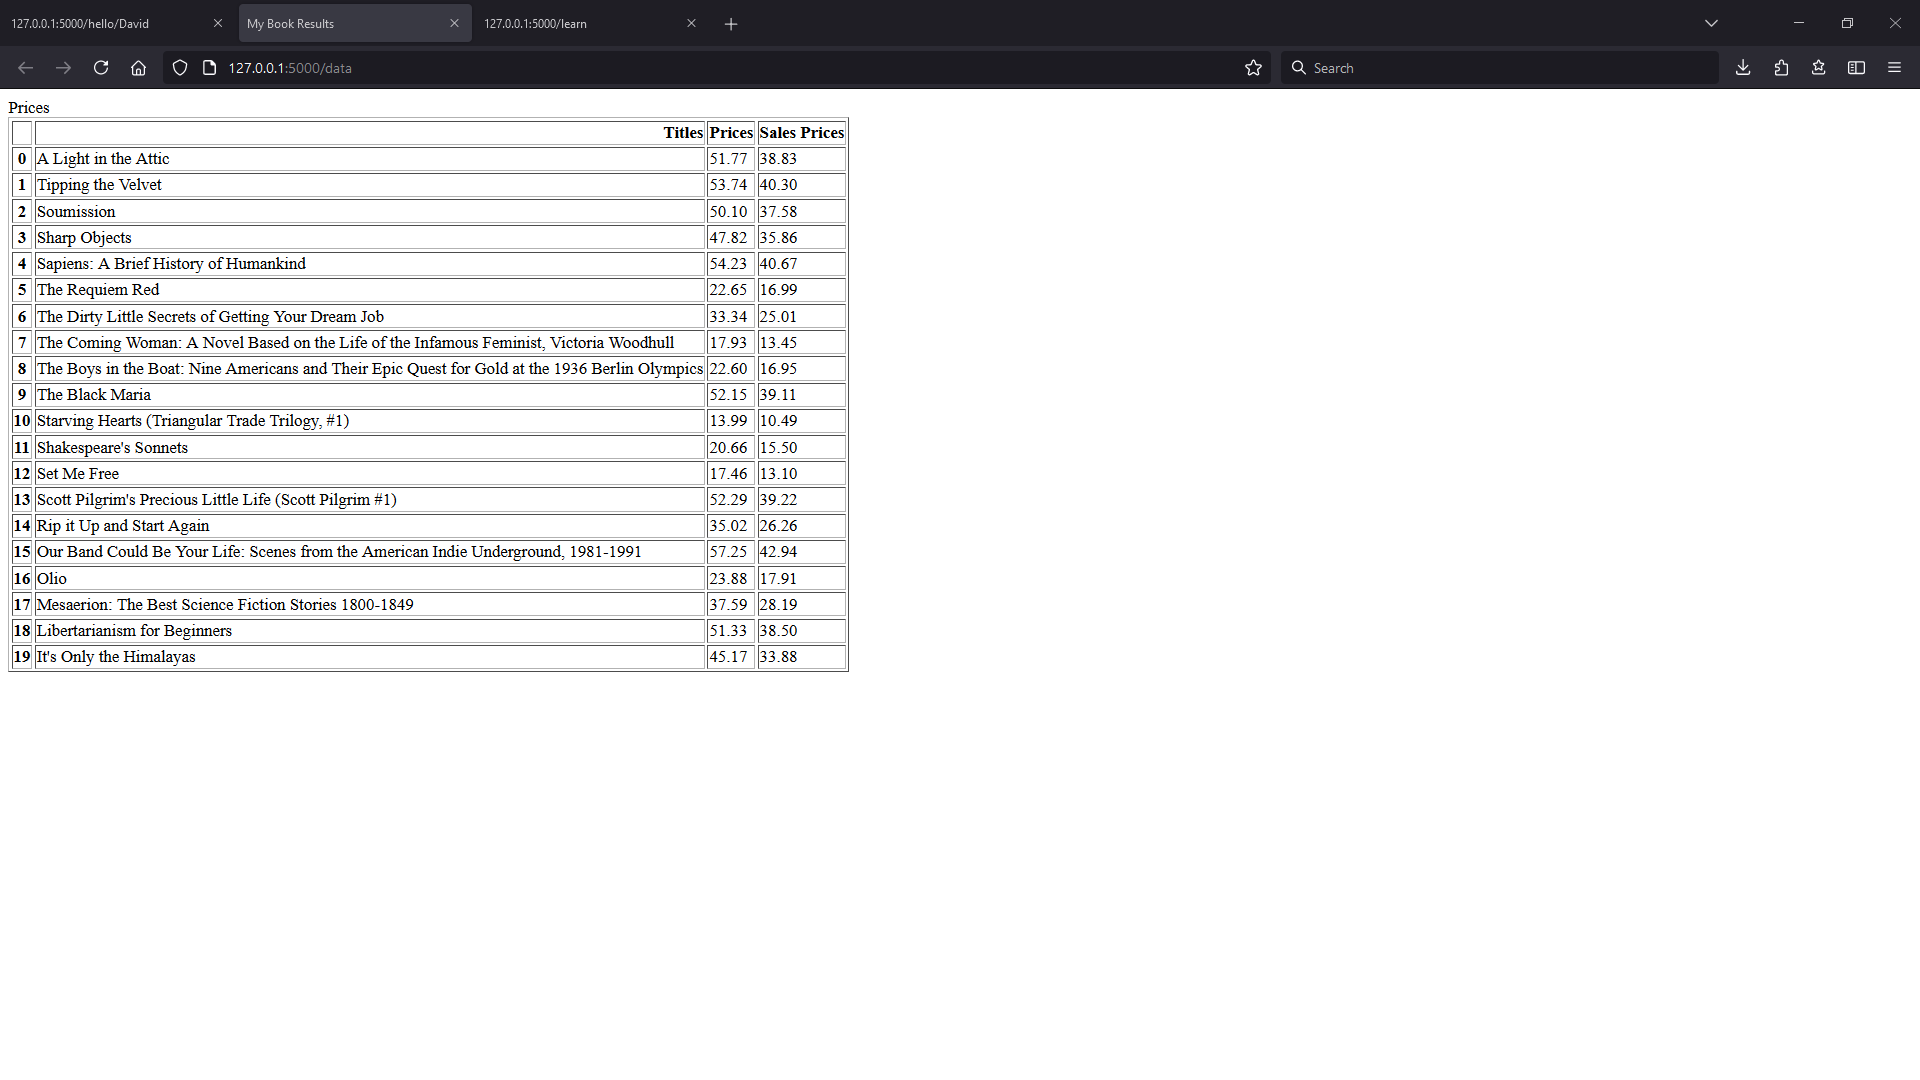 127.0.0.1:5000/hello/David My Book Results 127.0.0.1:5000/learn
127.0.0.1:5000/data Search
Prices
Titles Prices Sales Prices
0 A Light in the Attic 51.77 38.83
1 Tipping the Velvet 53.74 40.30
2 Soumission 50.10 37.58
3 Sharp Objects 47.82 35.86
4 Sapiens: A Brief History of Humankind 54.23 40.67
5 The Requiem Red 22.65 16.99
6 The Dirty Little Secrets of Getting Your Dream Job 33.34 25.01
7 The Coming Woman: A Novel Based on the Life of the Infamous Feminist, Victoria Woodhull 17.93 13.45
8 The Boys in the Boat: Nine Americans and Their Epic Quest for Gold at the 1936 Berlin Olympics 22.60 16.95
9 The Black Maria 52.15 39.11
10 Starving Hearts (Triangular Trade Trilogy, #1) 13.99 10.49
11 Shakespeare's Sonnets 20.66 15.50
12 Set Me Free 17.46 13.10
13 Scott Pilgrim's Precious Little Life (Scott Pilgrim #1) 52.29 39.22
14 Rip it Up and Start Again 35.02 26.26
15 Our Band Could Be Your Life: Scenes from the American Indie Underground, 1981-1991 57.25 42.94
16 Olio 23.88 17.91
17 Mesaerion: The Best Science Fiction Stories 1800-1849 37.59 28.19
18 Libertarianism for Beginners 51.33 38.50
19 It's Only the Himalayas 45.17 33.88